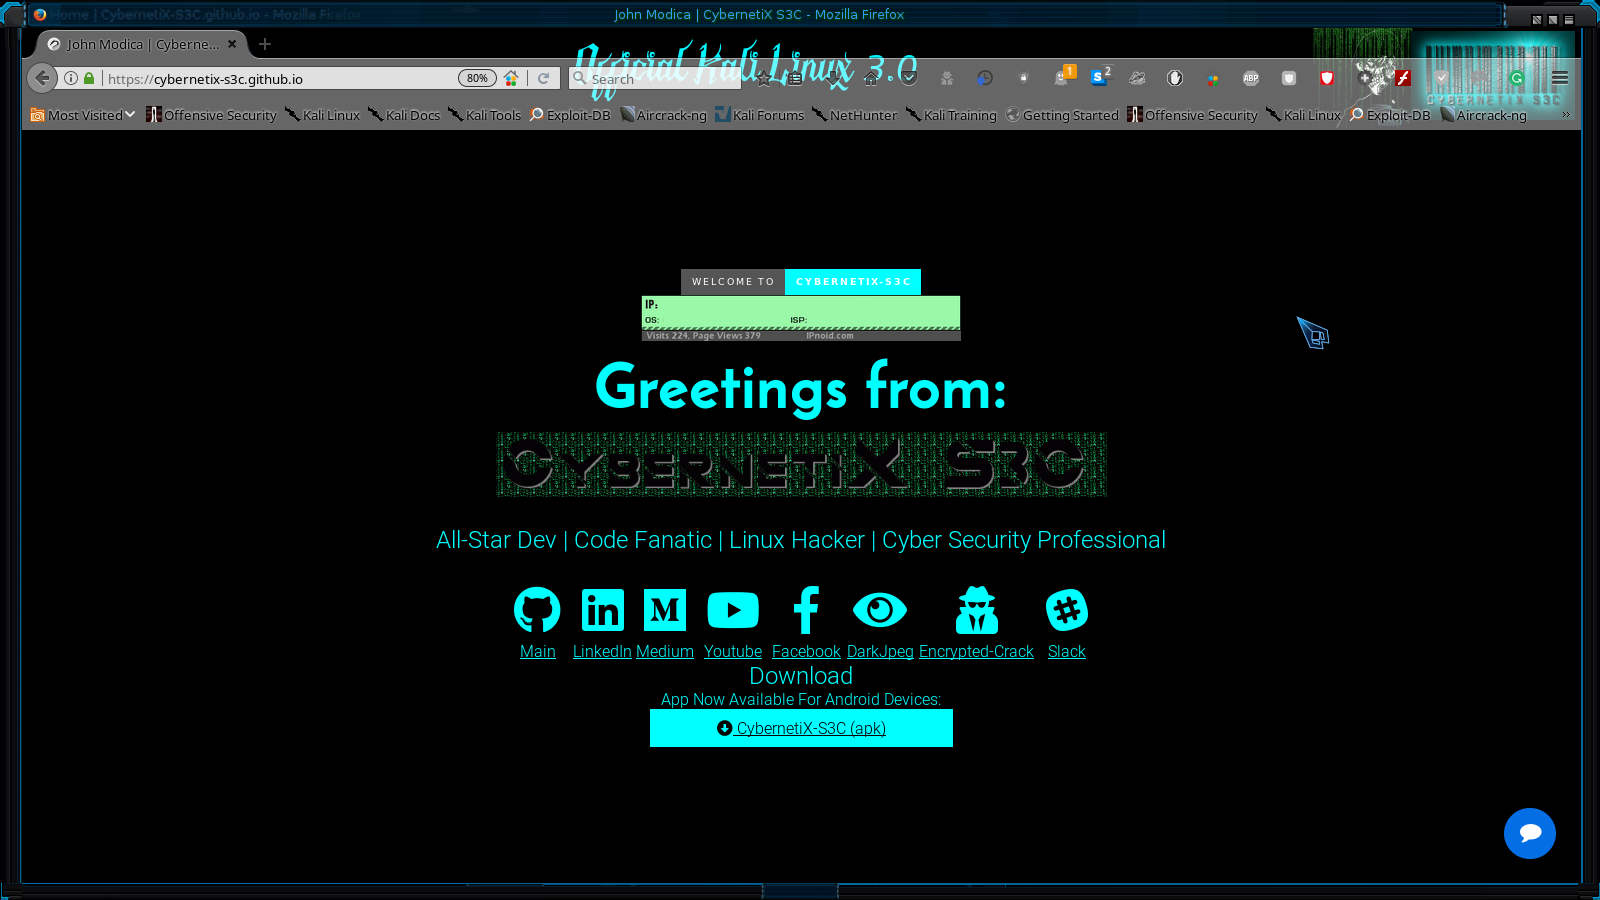 Home | CybernetiX-S3C.github.io - Mozilla Firefox
John Modica | CybernetiX S3C - Mozilla Firefox
John Modica | Cyberne...
Official Kali Linux 3.0
https://cybernetix-s3c.github.io 80% Search
1 2 ABP
CYBERNETIX S3C
Most Visited Offensive Security Kali Linux Kali Docs Kali Tools Exploit-DB Aircrack-ng Kali Forums NetHunter Kali Training Getting Started Offensive Security Kali Linux Exploit-DB Aircrack-ng »
WELCOME TO CYBERNETIX-S3C
IP:
OS: ISP:
Visits 224, Page Views 379 IPnoid.com
Greetings from:
CYBERNETIX S3C
All-Star Dev | Code Fanatic | Linux Hacker | Cyber Security Professional
Main LinkedIn Medium Youtube Facebook DarkJpeg Encrypted-Crack Slack
Download
App Now Available For Android Devices:
CybernetiX-S3C (apk)